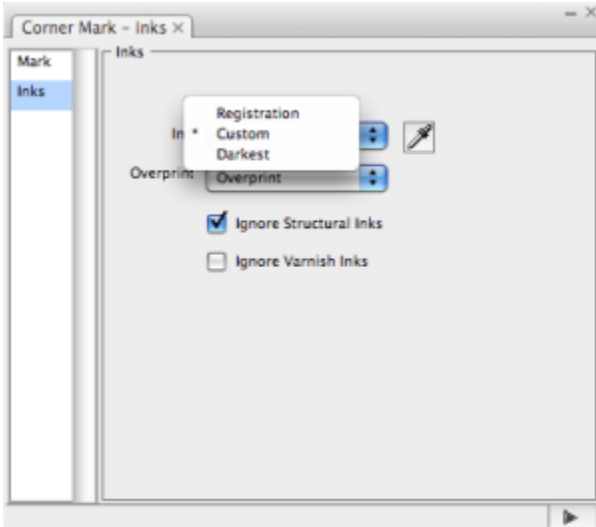 Corner Mark – Inks ×
Mark
Inks
Inks
Registration
In * Custom
Darkest
Overprint Overprint
Ignore Structural Inks
Ignore Varnish Inks